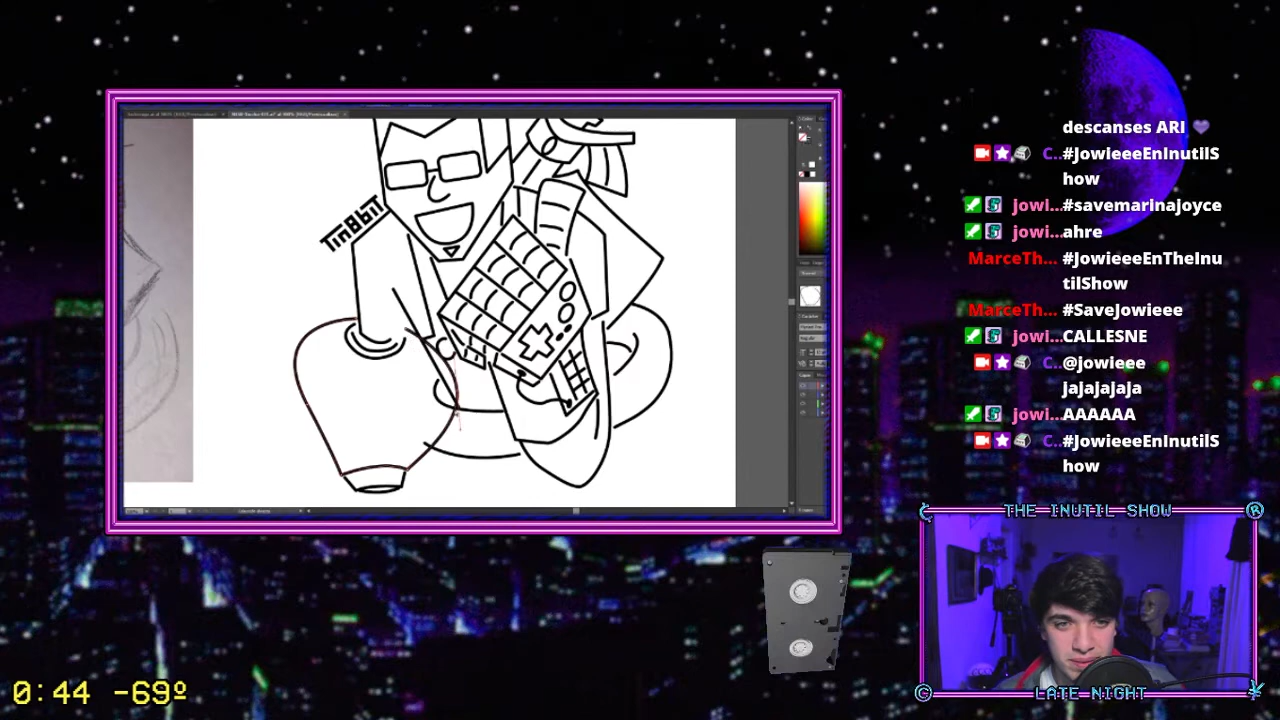 descansES ARI
C.. #JowieeeEnInutilS
how
jowi... #savemarinajoyce
jowi... ahre
MarceTh... #JowieeeEnTheInu
tilShow
MarceTh... #SaveJowieee
jowi... CALLESNE
C.. @jowieee
jajaJajaJa
jowi... AAAAAA
C.. #JowieeeEnInutilS
how
Tin8bit
THE INUTIL SHOW
®
© LATE NIGHT ¥
0:44 -69º